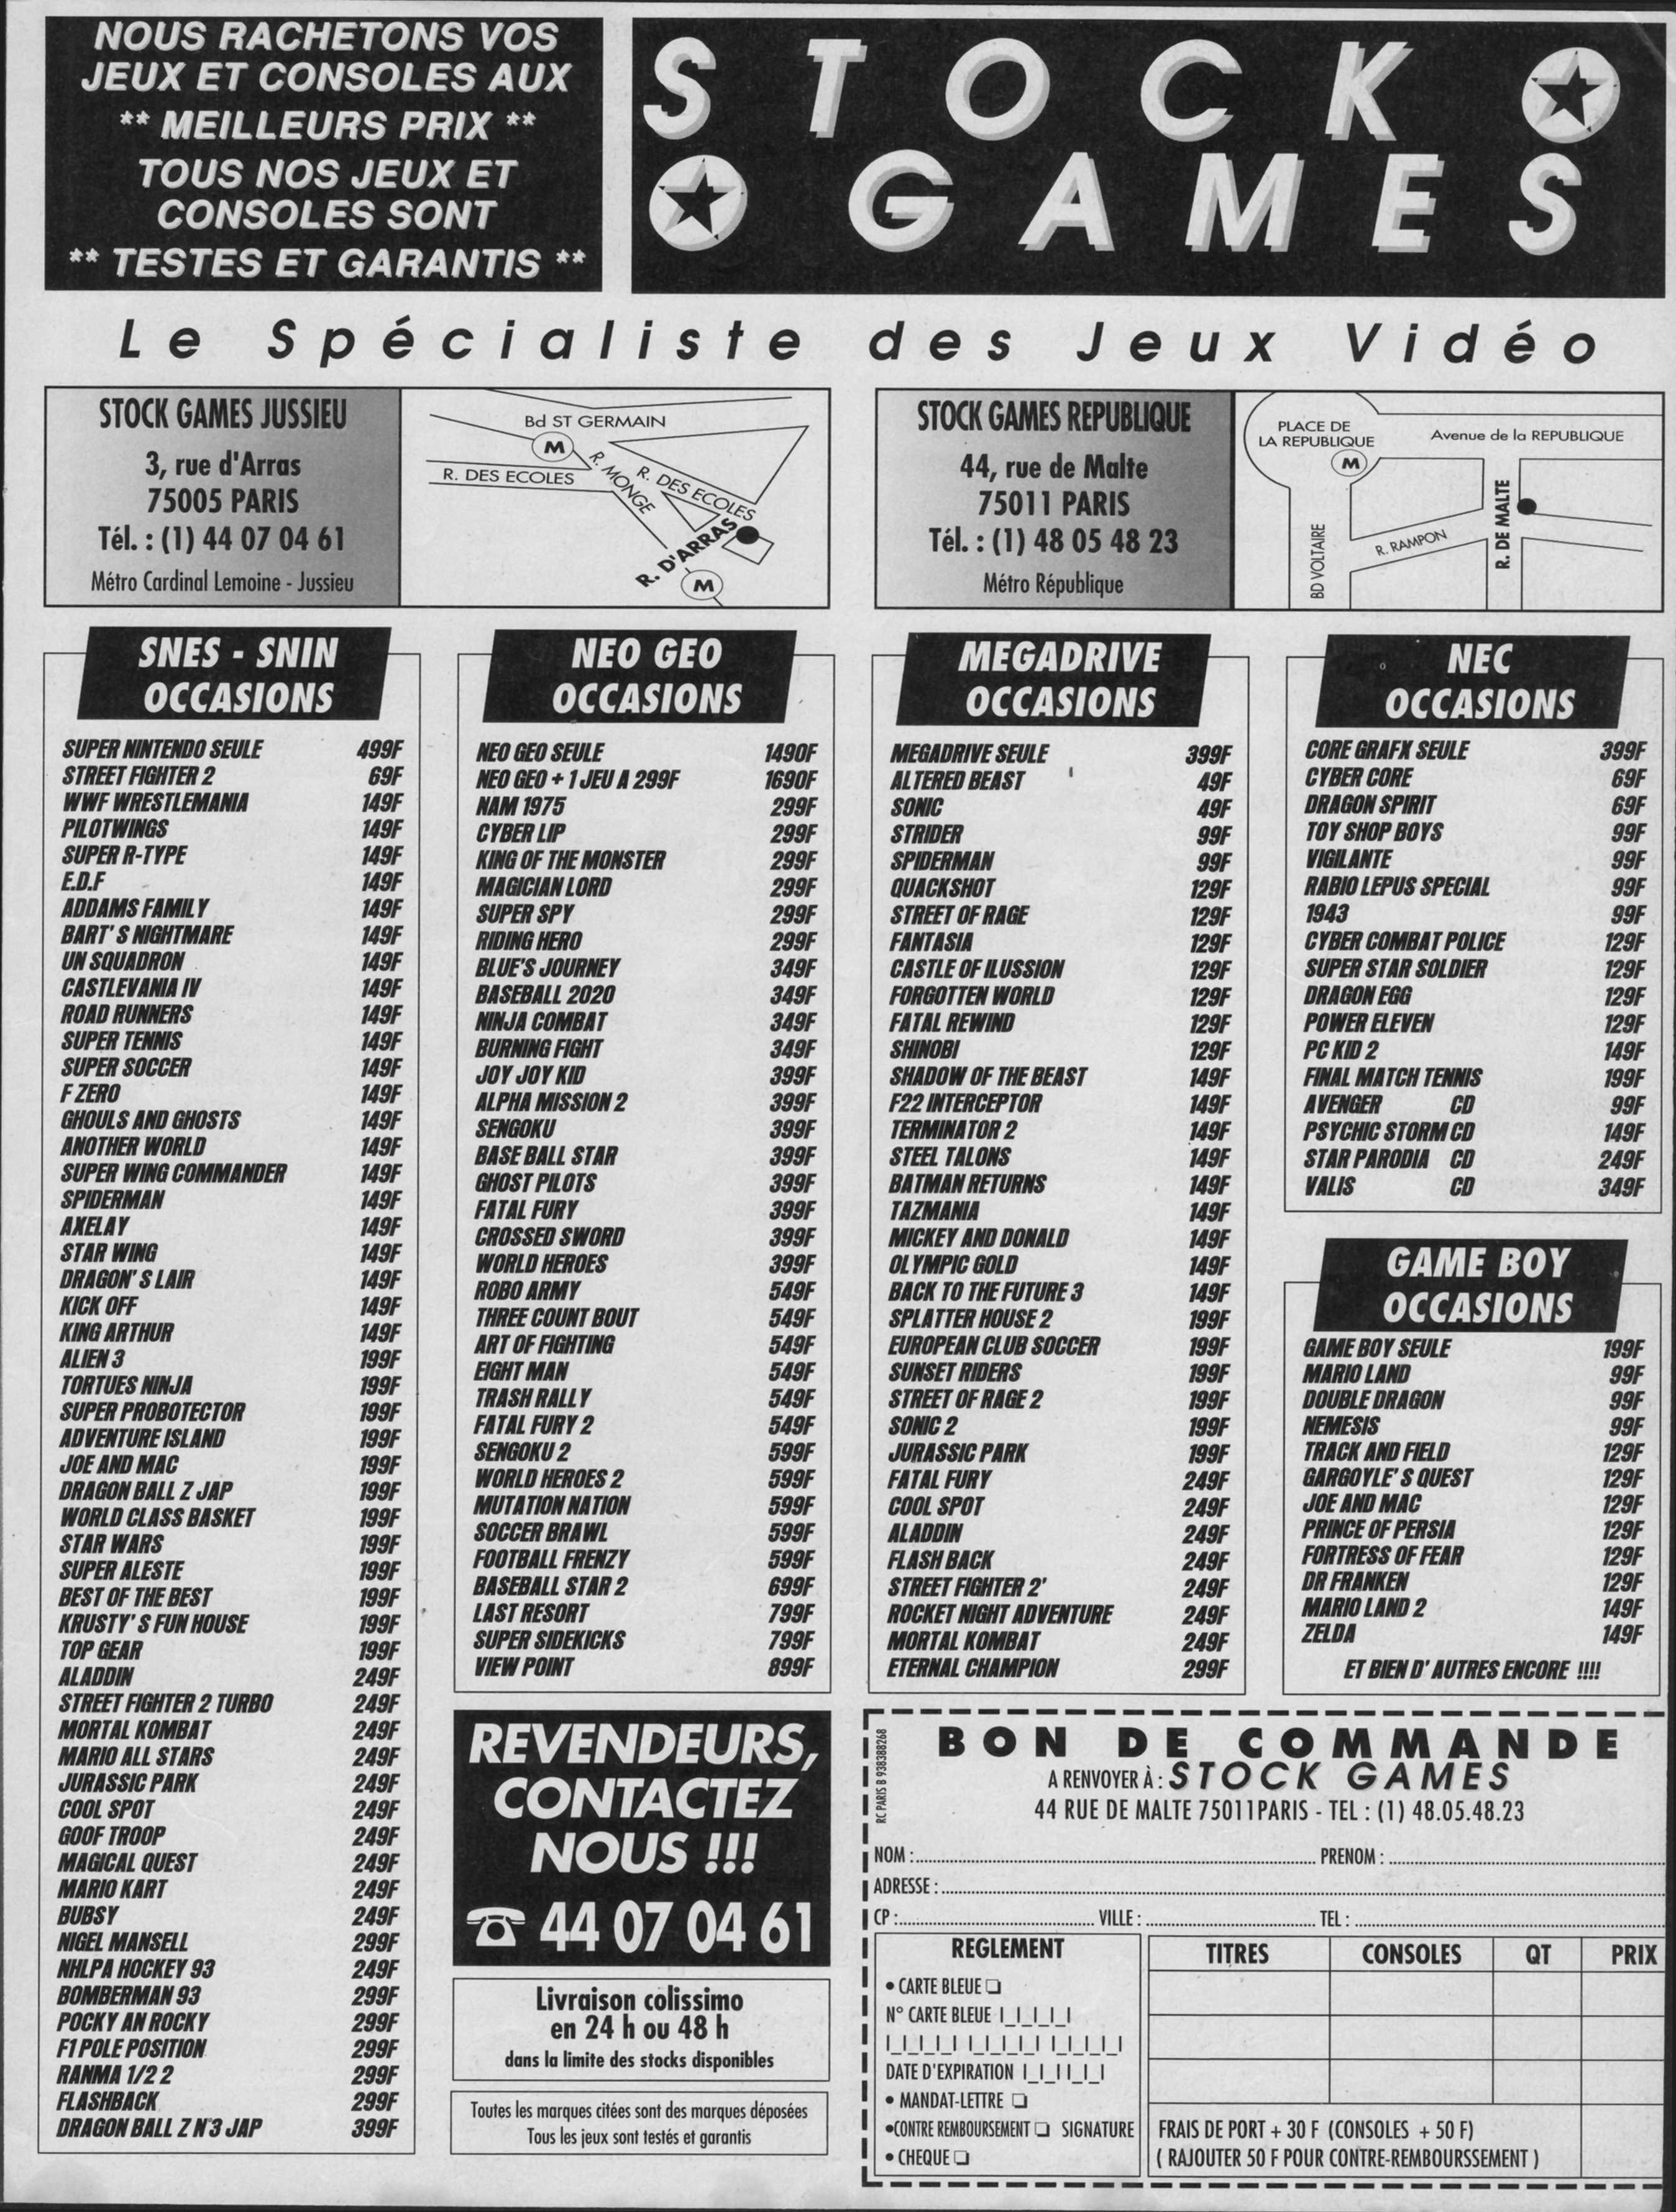 NOUS RACHETONS VOS
JEUX ET CONSOLES AUX
** MEILLEURS PRIX **
TOUS NOS JEUX ET
CONSOLES SONT
** TESTES ET GARANTIS **
STOCK
GAMES
Le Spécialiste des Jeux Vidéo
STOCK GAMES JUSSIEU
3, rue d'Arras
75005 PARIS
Tél. : (1) 44 07 04 61
Métro Cardinal Lemoine - Jussieu
Bd ST GERMAIN
M
R. DES ECOLES
R. MONGE
R. DES ECOLES
R. D'ARRAS
M
STOCK GAMES REPUBLIQUE
44, rue de Malte
75011 PARIS
Tél. : (1) 48 05 48 23
Métro République
PLACE DE
LA REPUBLIQUE
M
Avenue de la REPUBLIQUE
BD VOLTAIRE
R. RAMPON
R. DE MALTE
SNES - SNIN
OCCASIONS
SUPER NINTENDO SEULE 499F
STREET FIGHTER 2 69F
WWF WRESTLEMANIA 149F
PILOTWINGS 149F
SUPER R-TYPE 149F
E.D.F 149F
ADDAMS FAMILY 149F
BART'S NIGHTMARE 149F
UN SQUADRON 149F
CASTLEVANIA IV 149F
ROAD RUNNERS 149F
SUPER TENNIS 149F
SUPER SOCCER 149F
F ZERO 149F
GHOULS AND GHOSTS 149F
ANOTHER WORLD 149F
SUPER WING COMMANDER 149F
SPIDERMAN 149F
AXELAY 149F
STAR WING 149F
DRAGON'S LAIR 149F
KICK OFF 149F
KING ARTHUR 149F
ALIEN 3 199F
TORTUES NINJA 199F
SUPER PROBOTECTOR 199F
ADVENTURE ISLAND 199F
JOE AND MAC 199F
DRAGON BALL Z JAP 199F
WORLD CLASS BASKET 199F
STAR WARS 199F
SUPER ALESTE 199F
BEST OF THE BEST 199F
KRUSTY'S FUN HOUSE 199F
TOP GEAR 199F
ALADDIN 249F
STREET FIGHTER 2 TURBO 249F
MORTAL KOMBAT 249F
MARIO ALL STARS 249F
JURASSIC PARK 249F
COOL SPOT 249F
GOOF TROOP 249F
MAGICAL QUEST 249F
MARIO KART 249F
BUBSY 249F
NIGEL MANSELL 299F
NHLPA HOCKEY 93 249F
BOMBERMAN 93 299F
POCKY AN ROCKY 299F
F1 POLE POSITION 299F
RANMA 1/2 2 299F
FLASHBACK 299F
DRAGON BALL Z N'3 JAP 399F
NEO GEO
OCCASIONS
NEO GEO SEULE 1490F
NEO GEO + 1 JEU A 299F 1690F
NAM 1975 299F
CYBER LIP 299F
KING OF THE MONSTER 299F
MAGICIAN LORD 299F
SUPER SPY 299F
RIDING HERO 299F
BLUE'S JOURNEY 349F
BASEBALL 2020 349F
NINJA COMBAT 349F
BURNING FIGHT 349F
JOY JOY KID 399F
ALPHA MISSION 2 399F
SENGOKU 399F
BASE BALL STAR 399F
GHOST PILOTS 399F
FATAL FURY 399F
CROSSED SWORD 399F
WORLD HEROES 399F
ROBO ARMY 549F
THREE COUNT BOUT 549F
ART OF FIGHTING 549F
EIGHT MAN 549F
TRASH RALLY 549F
FATAL FURY 2 549F
SENGOKU 2 599F
WORLD HEROES 2 599F
MUTATION NATION 599F
SOCCER BRAWL 599F
FOOTBALL FRENZY 599F
BASEBALL STAR 2 699F
LAST RESORT 799F
SUPER SIDEKICKS 799F
VIEW POINT 899F
REVENDEURS,
CONTACTEZ
NOUS !!!
☎ 44 07 04 61
Livraison colissimo
en 24 h ou 48 h
dans la limite des stocks disponibles
Toutes les marques citées sont des marques déposées
Tous les jeux sont testés et garantis
MEGADRIVE
OCCASIONS
MEGADRIVE SEULE 399F
ALTERED BEAST 49F
SONIC 49F
STRIDER 99F
SPIDERMAN 99F
QUACKSHOT 129F
STREET OF RAGE 129F
FANTASIA 129F
CASTLE OF ILUSSION 129F
FORGOTTEN WORLD 129F
FATAL REWIND 129F
SHINOBI 129F
SHADOW OF THE BEAST 149F
F22 INTERCEPTOR 149F
TERMINATOR 2 149F
STEEL TALONS 149F
BATMAN RETURNS 149F
TAZMANIA 149F
MICKEY AND DONALD 149F
OLYMPIC GOLD 149F
BACK TO THE FUTURE 3 149F
SPLATTER HOUSE 2 199F
EUROPEAN CLUB SOCCER 199F
SUNSET RIDERS 199F
STREET OF RAGE 2 199F
SONIC 2 199F
JURASSIC PARK 199F
FATAL FURY 249F
COOL SPOT 249F
ALADDIN 249F
FLASH BACK 249F
STREET FIGHTER 2' 249F
ROCKET NIGHT ADVENTURE 249F
MORTAL KOMBAT 249F
ETERNAL CHAMPION 299F
NEC
OCCASIONS
CORE GRAFX SEULE 399F
CYBER CORE 69F
DRAGON SPIRIT 69F
TOY SHOP BOYS 99F
VIGILANTE 99F
RABIO LEPUS SPECIAL 99F
1943 99F
CYBER COMBAT POLICE 129F
SUPER STAR SOLDIER 129F
DRAGON EGG 129F
POWER ELEVEN 129F
PC KID 2 149F
FINAL MATCH TENNIS 199F
AVENGER CD 99F
PSYCHIC STORM CD 149F
STAR PARODIA CD 249F
VALIS CD 349F
GAME BOY
OCCASIONS
GAME BOY SEULE 199F
MARIO LAND 99F
DOUBLE DRAGON 99F
NEMESIS 99F
TRACK AND FIELD 129F
GARGOYLE'S QUEST 129F
JOE AND MAC 129F
PRINCE OF PERSIA 129F
FORTRESS OF FEAR 129F
DR FRANKEN 129F
MARIO LAND 2 149F
ZELDA 149F
ET BIEN D'AUTRES ENCORE !!!!
RC PARIS B 938388268
BON DE COMMANDE
A RENVOYER À : STOCK GAMES
44 RUE DE MALTE 75011PARIS - TEL : (1) 48.05.48.23
NOM : PRENOM :
ADRESSE :
CP : VILLE : TEL :
REGLEMENT
• CARTE BLEUE ❏
N° CARTE BLEUE |_|_|_|_|
|_|_|_|_| |_|_|_|_| |_|_|_|_|
DATE D'EXPIRATION |_|_| |_|_|
• MANDAT-LETTRE ❏
•CONTRE REMBOURSEMENT ❏ SIGNATURE
• CHEQUE ❏
TITRES CONSOLES QT PRIX
FRAIS DE PORT + 30 F (CONSOLES + 50 F)
( RAJOUTER 50 F POUR CONTRE-REMBOURSSEMENT )